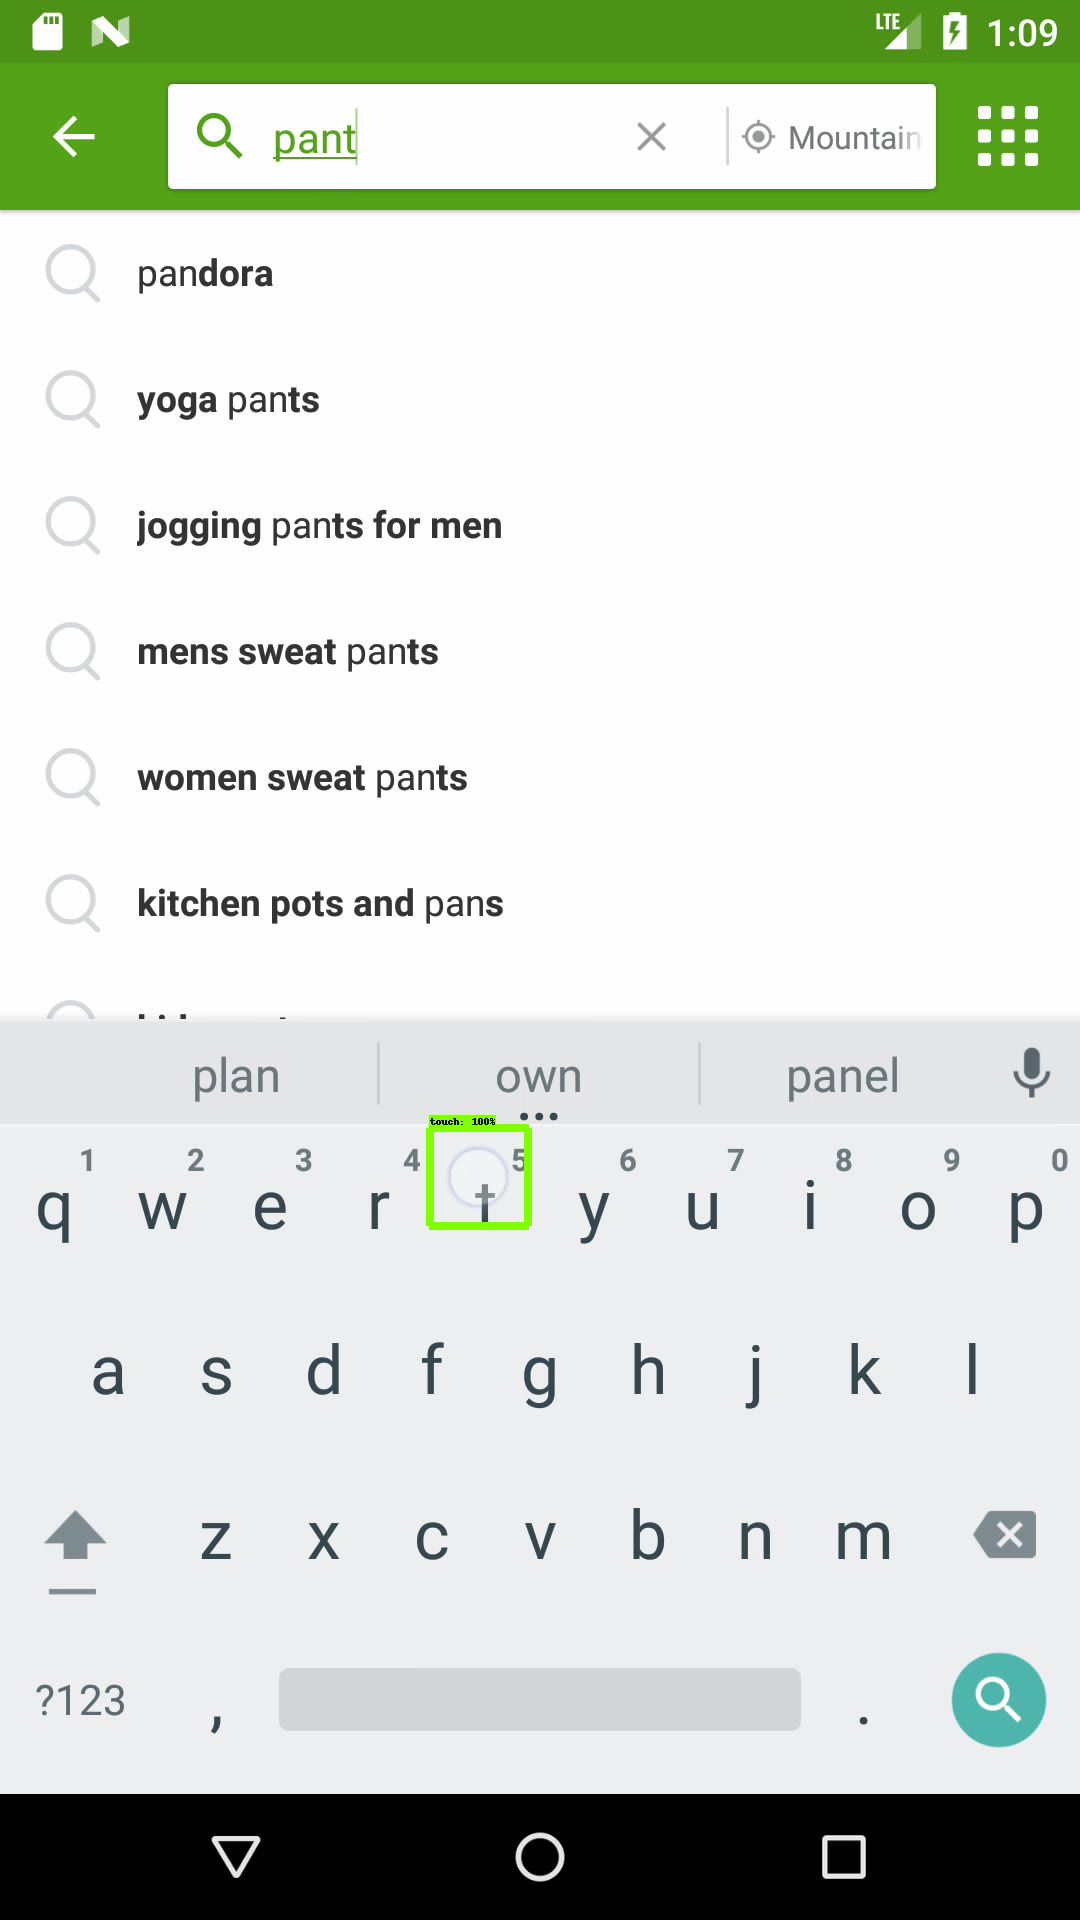 LTE 1:09
pant Mountain
pandora
yoga pants
jogging pants for men
mens sweat pants
women sweat pants
kitchen pots and pans
plan own panel
touch: 100%
1 2 3 4 5 6 7 8 9 0
q w e r t y u i o p
a s d f g h j k l
z x c v b n m
?123 , .